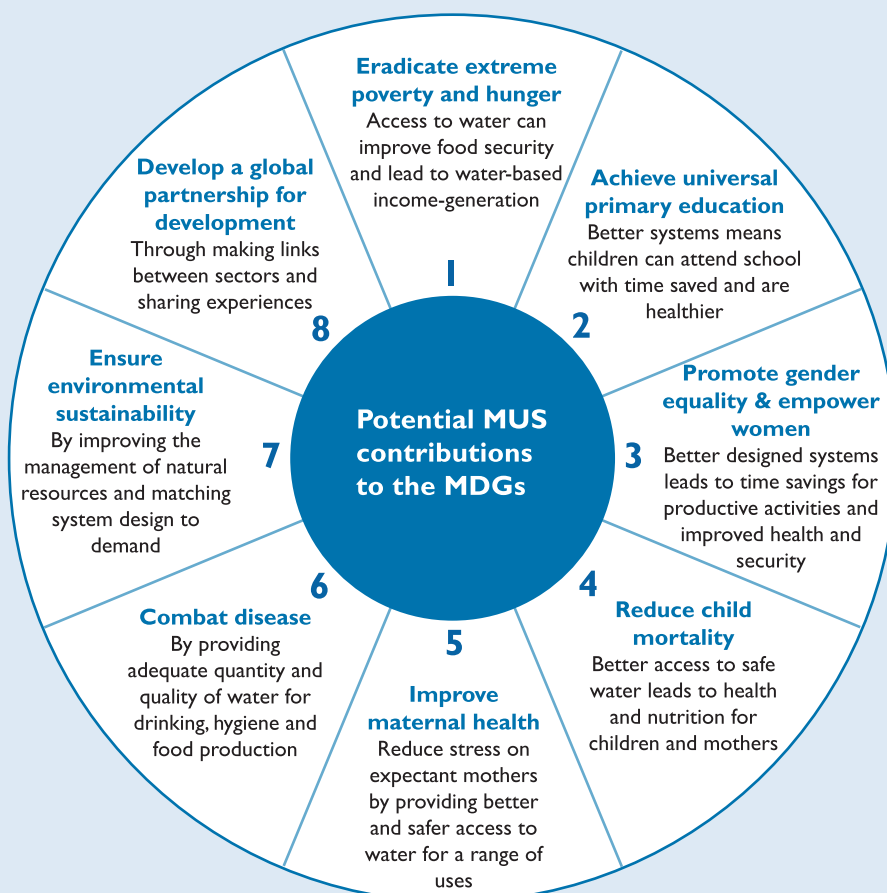 Potential MUS
contributions
to the MDGs
1
Eradicate extreme
poverty and hunger
Access to water can
improve food security
and lead to water-based
income-generation
2
Achieve universal
primary education
Better systems means
children can attend school
with time saved and are
healthier
3
Promote gender
equality & empower
women
Better designed systems
leads to time savings for
productive activities and
improved health and
security
4
Reduce child
mortality
Better access to safe
water leads to health
and nutrition for
children and mothers
5
Improve
maternal health
Reduce stress on
expectant mothers
by providing better
and safer access to
water for a range of
uses
6
Combat disease
By providing
adequate quantity and
quality of water for
drinking, hygiene and
food production
7
Ensure
environmental
sustainability
By improving the
management of natural
resources and matching
system design to
demand
8
Develop a global
partnership for
development
Through making links
between sectors and
sharing experiences